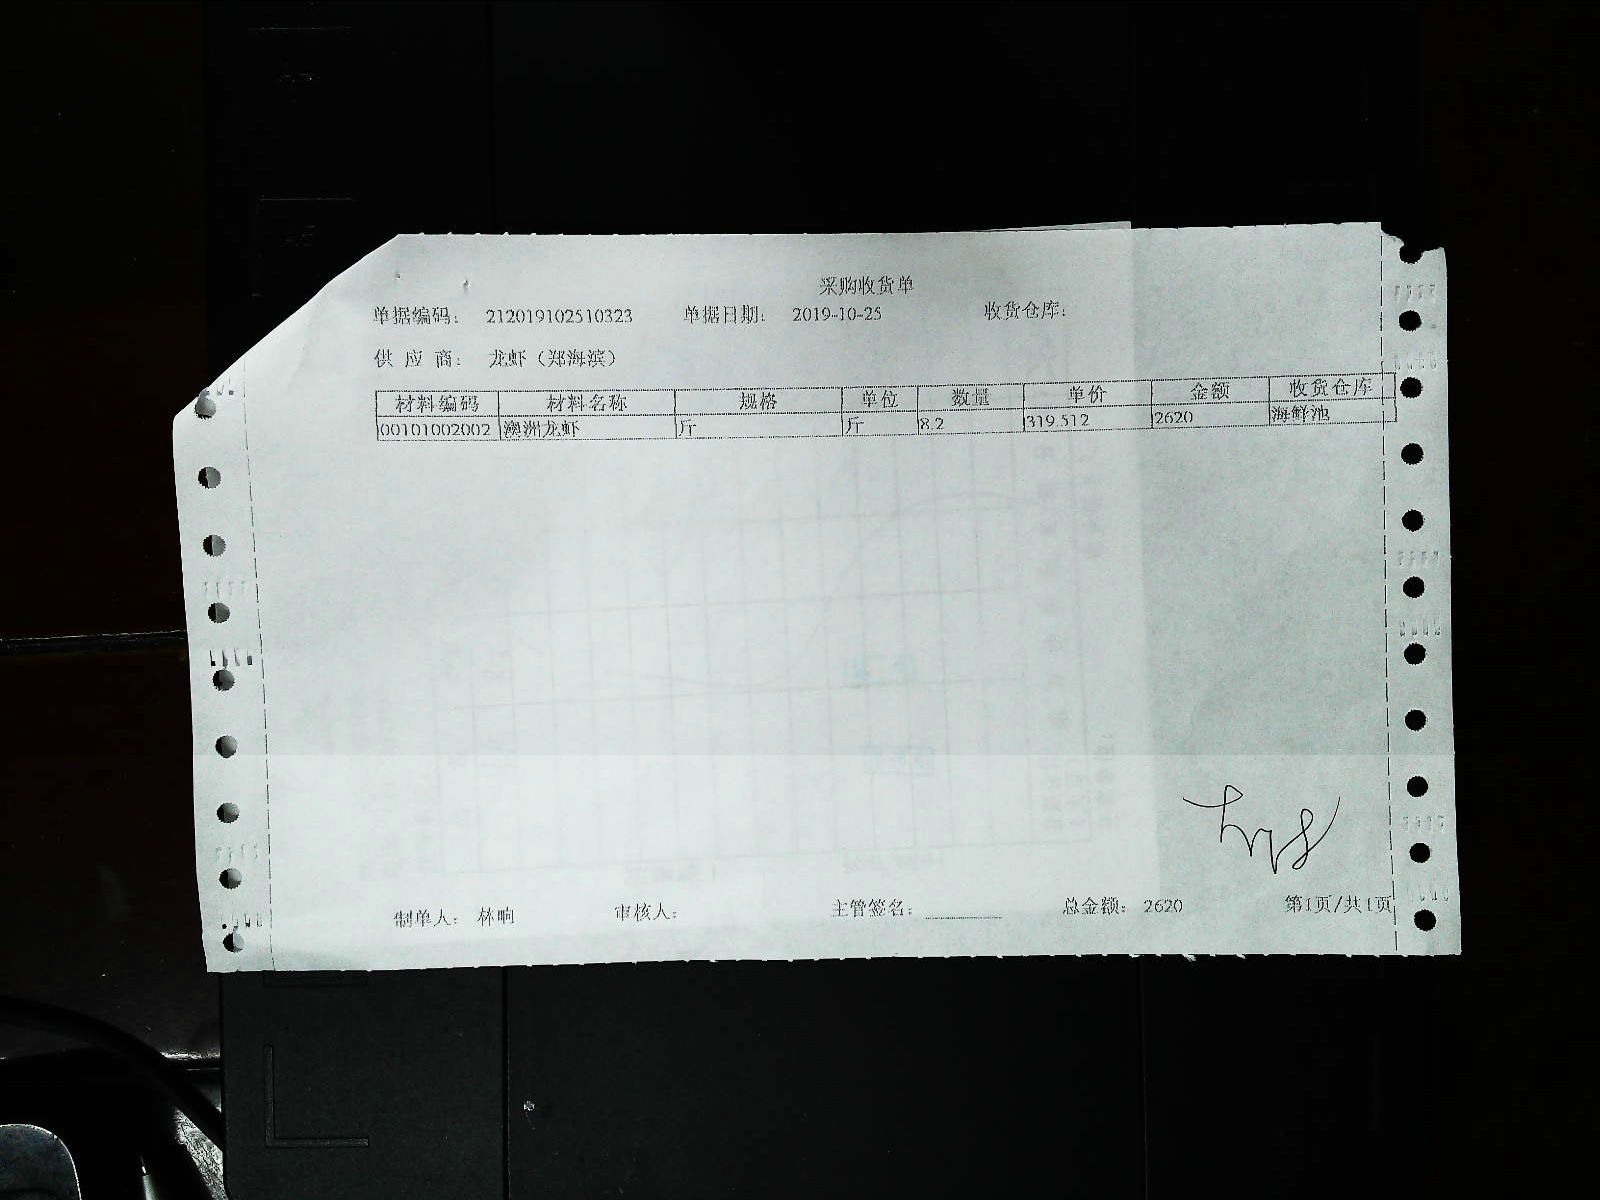 采购收货单
单据编码： 212019102510323 单据日期： 2019-10-25 收货仓库：
供 应 商： 龙虾（郑海滨）
材料编码 材料名称 规格 单位 数量 单价 金额 收货仓库
00101002002 澳洲龙虾 斤 斤 8.2 319.512 2620 海鲜池
制单人： 林晌 审核人： 主管签名： 总金额： 2620 第1页/共1页